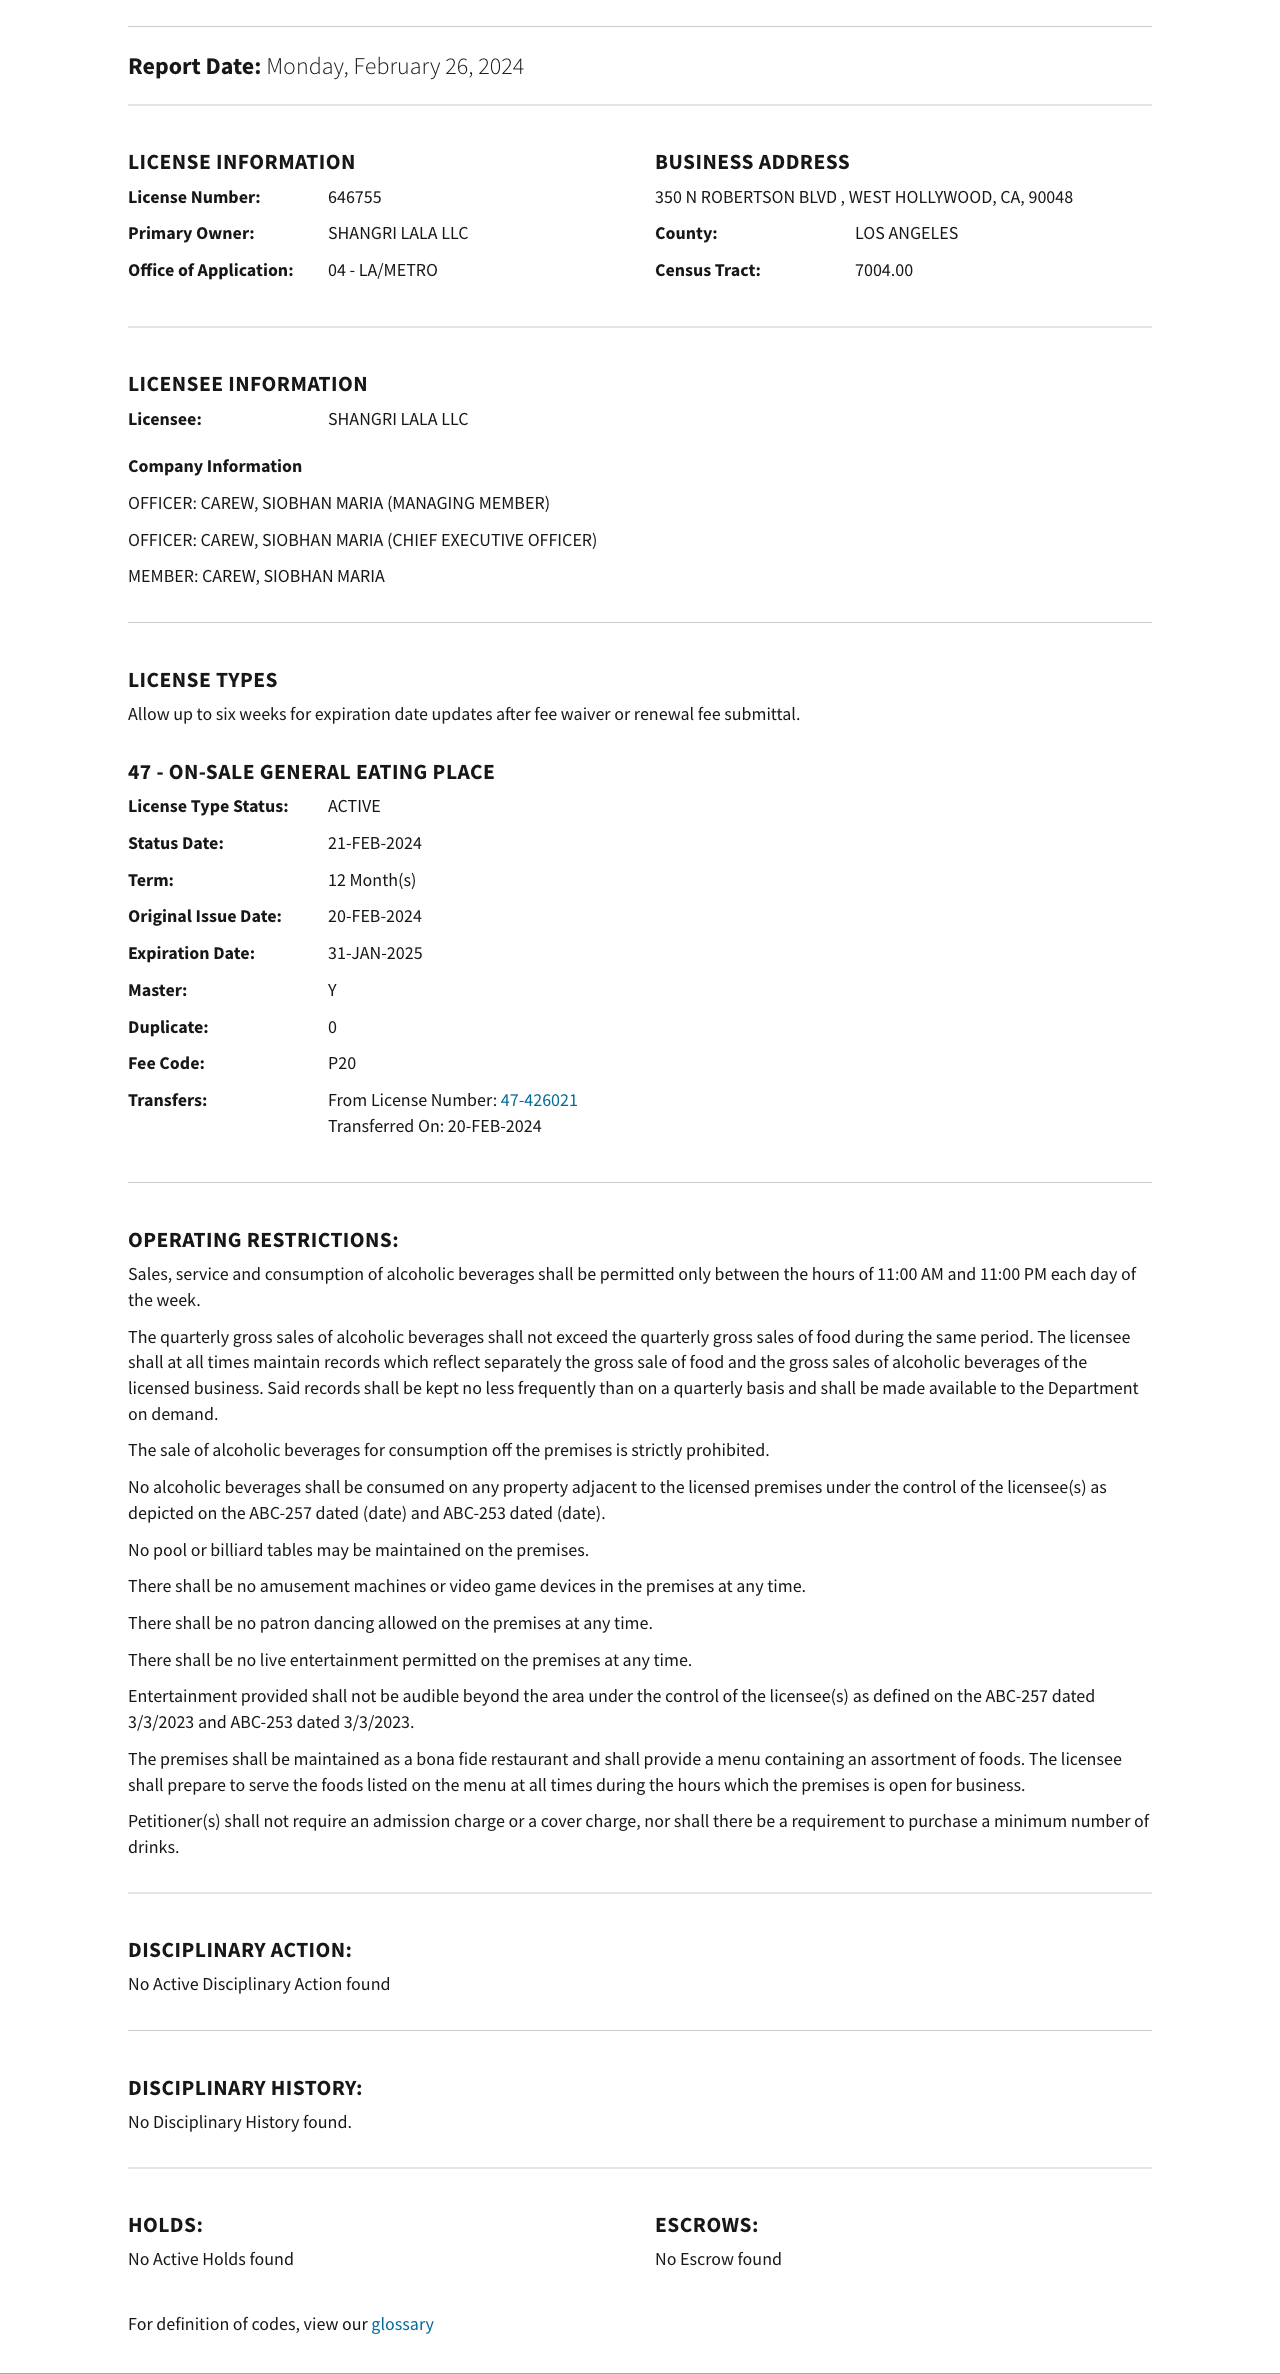 Report Date: Monday, February 26, 2024
LICENSE INFORMATION
License Number: 646755
Primary Owner: SHANGRI LALA LLC
Office of Application: 04 - LA/METRO
BUSINESS ADDRESS
350 N ROBERTSON BLVD , WEST HOLLYWOOD, CA, 90048
County: LOS ANGELES
Census Tract: 7004.00
LICENSEE INFORMATION
Licensee: SHANGRI LALA LLC
Company Information
OFFICER: CAREW, SIOBHAN MARIA (MANAGING MEMBER)
OFFICER: CAREW, SIOBHAN MARIA (CHIEF EXECUTIVE OFFICER)
MEMBER: CAREW, SIOBHAN MARIA
LICENSE TYPES
Allow up to six weeks for expiration date updates after fee waiver or renewal fee submittal.
47 - ON-SALE GENERAL EATING PLACE
License Type Status: ACTIVE
Status Date: 21-FEB-2024
Term: 12 Month(s)
Original Issue Date: 20-FEB-2024
Expiration Date: 31-JAN-2025
Master: Y
Duplicate: 0
Fee Code: P20
Transfers: From License Number: 47-426021
Transferred On: 20-FEB-2024
OPERATING RESTRICTIONS:
Sales, service and consumption of alcoholic beverages shall be permitted only between the hours of 11:00 AM and 11:00 PM each day of
the week.
The quarterly gross sales of alcoholic beverages shall not exceed the quarterly gross sales of food during the same period. The licensee
shall at all times maintain records which reflect separately the gross sale of food and the gross sales of alcoholic beverages of the
licensed business. Said records shall be kept no less frequently than on a quarterly basis and shall be made available to the Department
on demand.
The sale of alcoholic beverages for consumption off the premises is strictly prohibited.
No alcoholic beverages shall be consumed on any property adjacent to the licensed premises under the control of the licensee(s) as
depicted on the ABC-257 dated (date) and ABC-253 dated (date).
No pool or billiard tables may be maintained on the premises.
There shall be no amusement machines or video game devices in the premises at any time.
There shall be no patron dancing allowed on the premises at any time.
There shall be no live entertainment permitted on the premises at any time.
Entertainment provided shall not be audible beyond the area under the control of the licensee(s) as defined on the ABC-257 dated
3/3/2023 and ABC-253 dated 3/3/2023.
The premises shall be maintained as a bona fide restaurant and shall provide a menu containing an assortment of foods. The licensee
shall prepare to serve the foods listed on the menu at all times during the hours which the premises is open for business.
Petitioner(s) shall not require an admission charge or a cover charge, nor shall there be a requirement to purchase a minimum number of
drinks.
DISCIPLINARY ACTION:
No Active Disciplinary Action found
DISCIPLINARY HISTORY:
No Disciplinary History found.
HOLDS:
No Active Holds found
ESCROWS:
No Escrow found
For definition of codes, view our glossary